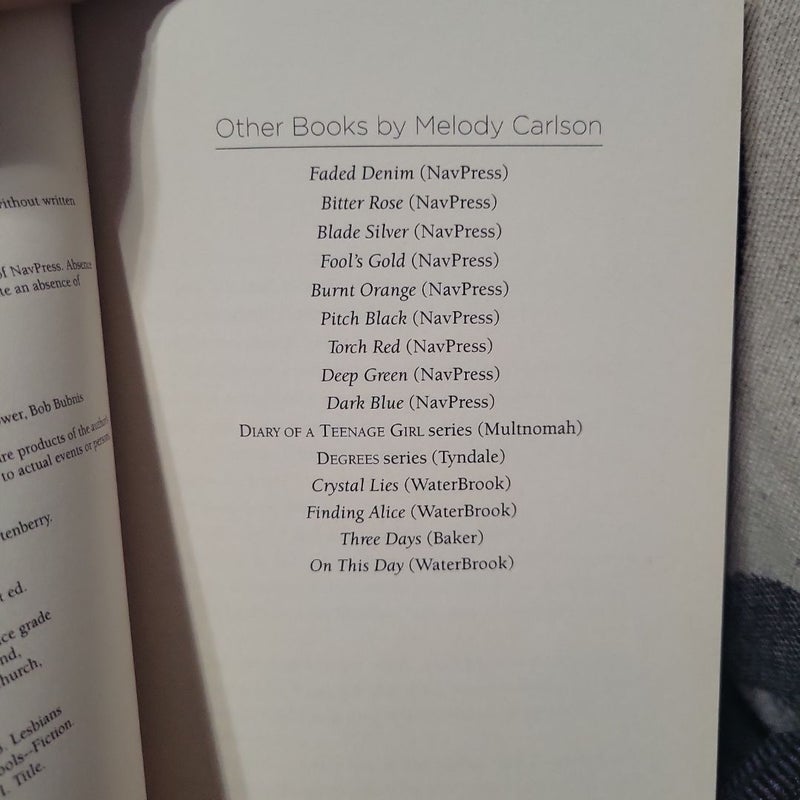 ithout written
of NavPress. Absence
te an absence of
wer, Bob Bubnis
are products of the author's
to actual events or persons
tenberry.
ed.
ce grade
nd,
hurch,
s. Lesbians
ools--Fiction.
l. Title.
Other Books by Melody Carlson
Faded Denim (NavPress)
Bitter Rose (NavPress)
Blade Silver (NavPress)
Fool's Gold (NavPress)
Burnt Orange (NavPress)
Pitch Black (NavPress)
Torch Red (NavPress)
Deep Green (NavPress)
Dark Blue (NavPress)
DIARY OF A TEENAGE GIRL series (Multnomah)
DEGREES series (Tyndale)
Crystal Lies (WaterBrook)
Finding Alice (WaterBrook)
Three Days (Baker)
On This Day (WaterBrook)